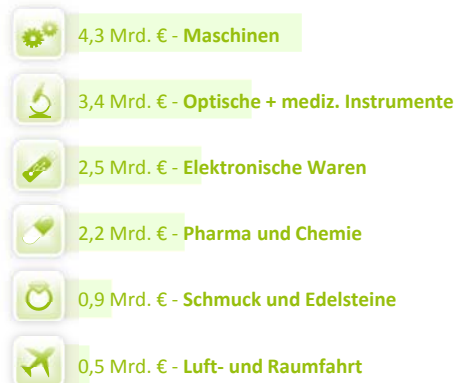 4,3 Mrd. € - Maschinen
3,4 Mrd. € - Optische + mediz. Instrumente
2,5 Mrd. € - Elektronische Waren
2,2 Mrd. € - Pharma und Chemie
0,9 Mrd. € - Schmuck und Edelsteine
0,5 Mrd. € - Luft- und Raumfahrt